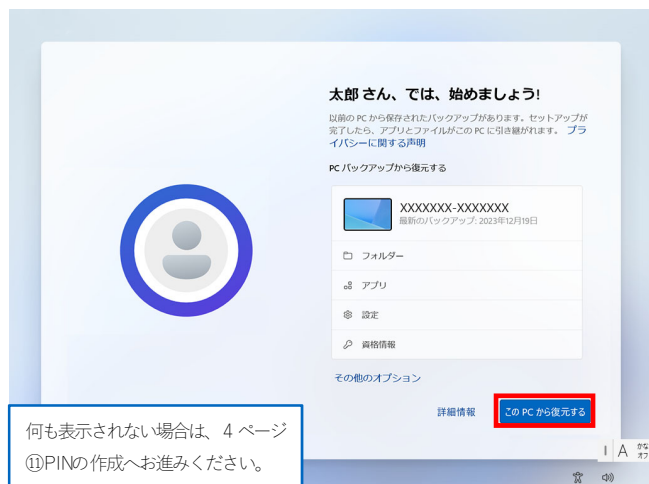 太郎 さん、では、始めましょう!
以前の PC から保存されたバックアップがあります。セットアップが
完了したら、アプリとファイルがこの PC に引き継がれます。 プラ
イバシーに関する声明
PC バックアップから復元する
XXXXXXX-XXXXXXX
最新のバックアップ: 2023年12月19日
フォルダー
アプリ
設定
資格情報
その他のオプション
詳細情報
この PC から復元する
何も表示されない場合は、4 ページ
⑪PINの作成へお進みください。
A
かな
オフ